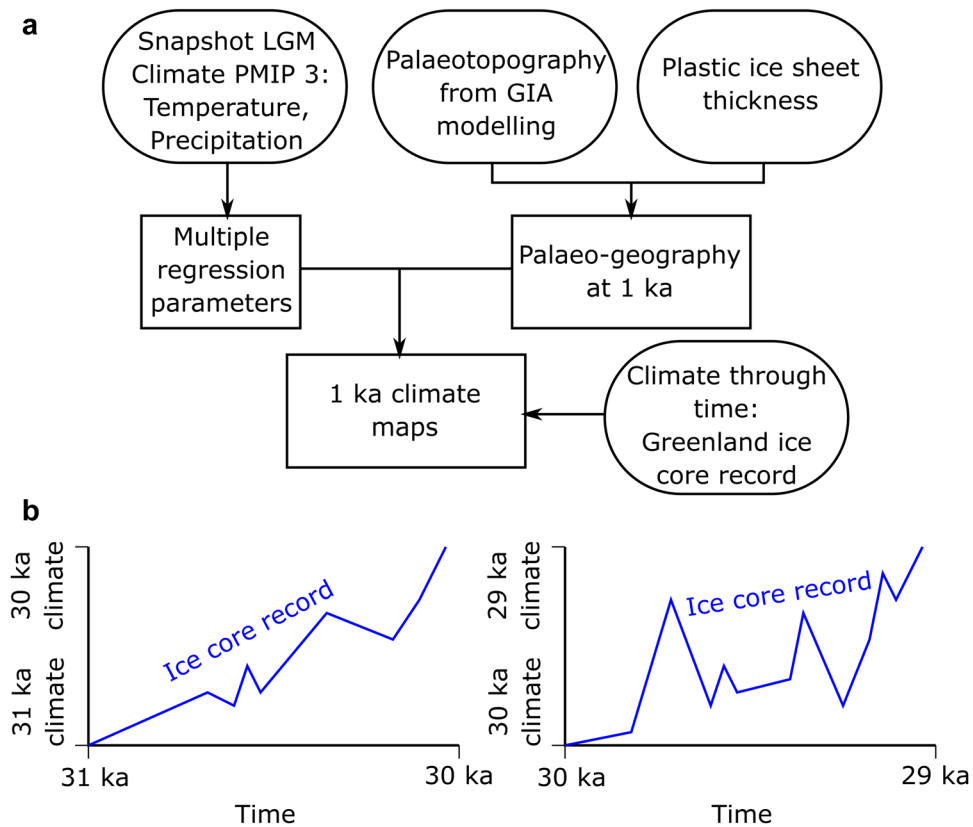 a
Snapshot LGM
Climate PMIP 3:
Temperature,
Precipitation
Palaeotopography
from GIA
modelling
Plastic ice sheet
thickness
Multiple
regression
parameters
Palaeo-geography
at 1 ka
1 ka climate
maps
Climate through
time:
Greenland ice
core record
b
30 ka
climate
31 ka
climate
Ice core record
31 ka
30 ka
Time
29 ka
climate
30 ka
climate
Ice core record
30 ka
29 ka
Time